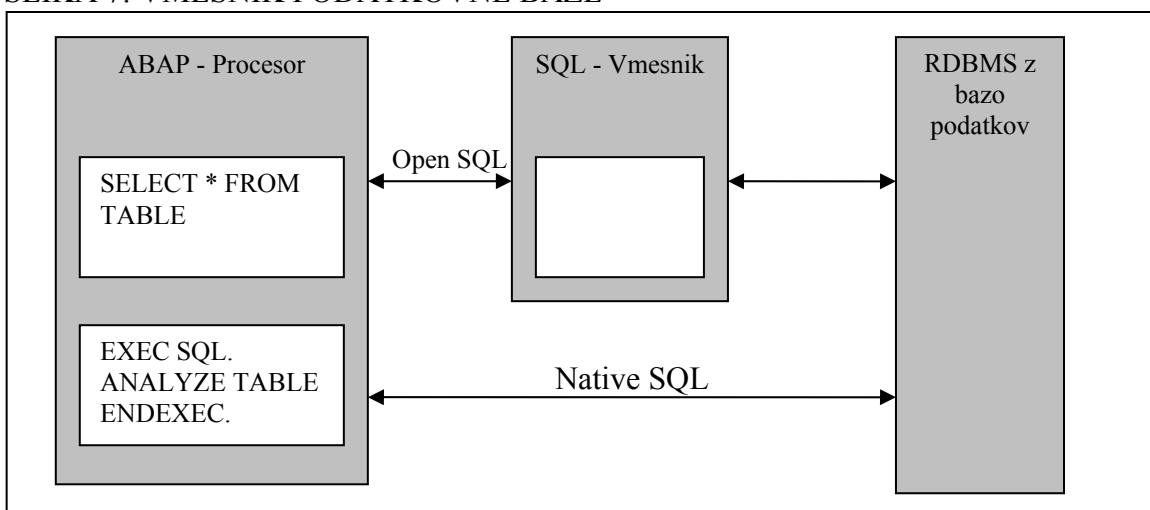 SLIKA 7: VMESNIK PODATKOVNE BAZE
ABAP - Procesor
SELECT * FROM
TABLE
EXEC SQL.
ANALYZE TABLE
ENDEXEC.
Open SQL
SQL - Vmesnik
Native SQL
RDBMS z
bazo
podatkov